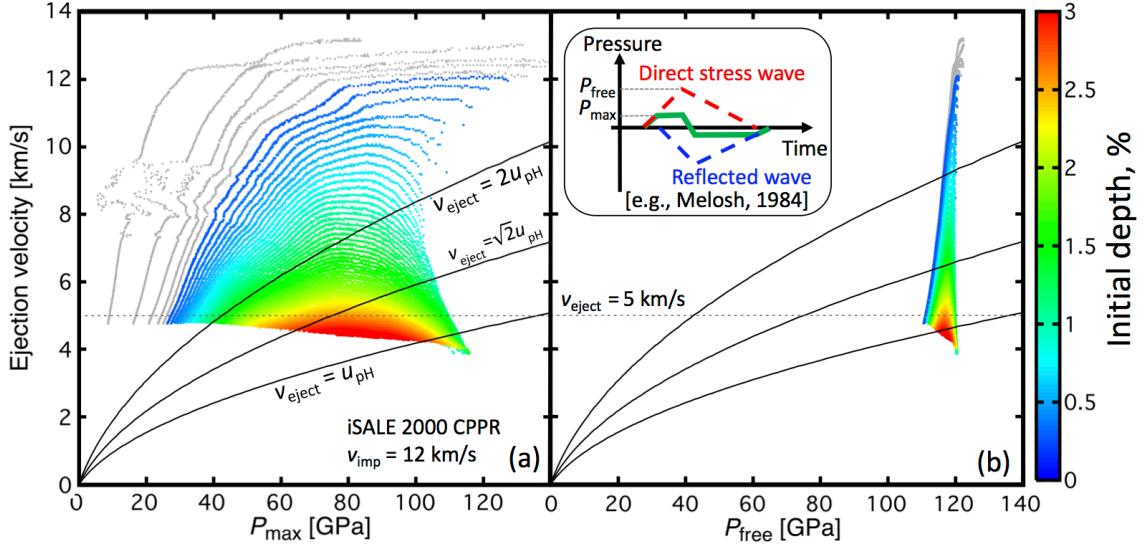 Ejection velocity [km/s]
14
12
10
8
6
4
2
0
0 20 40 60 80 100 120
P_max [GPa]
v_eject = 2u_pH
v_eject=√2u_pH
v_eject = u_pH
iSALE 2000 CPPR
v_imp = 12 km/s
(a)
Pressure
P_free
P_max
Direct stress wave
Time
Reflected wave
[e.g., Melosh, 1984]
v_eject = 5 km/s
(b)
0 20 40 60 80 100 120 140
P_free [GPa]
3
2.5
2
1.5
1
0.5
0
Initial depth, %